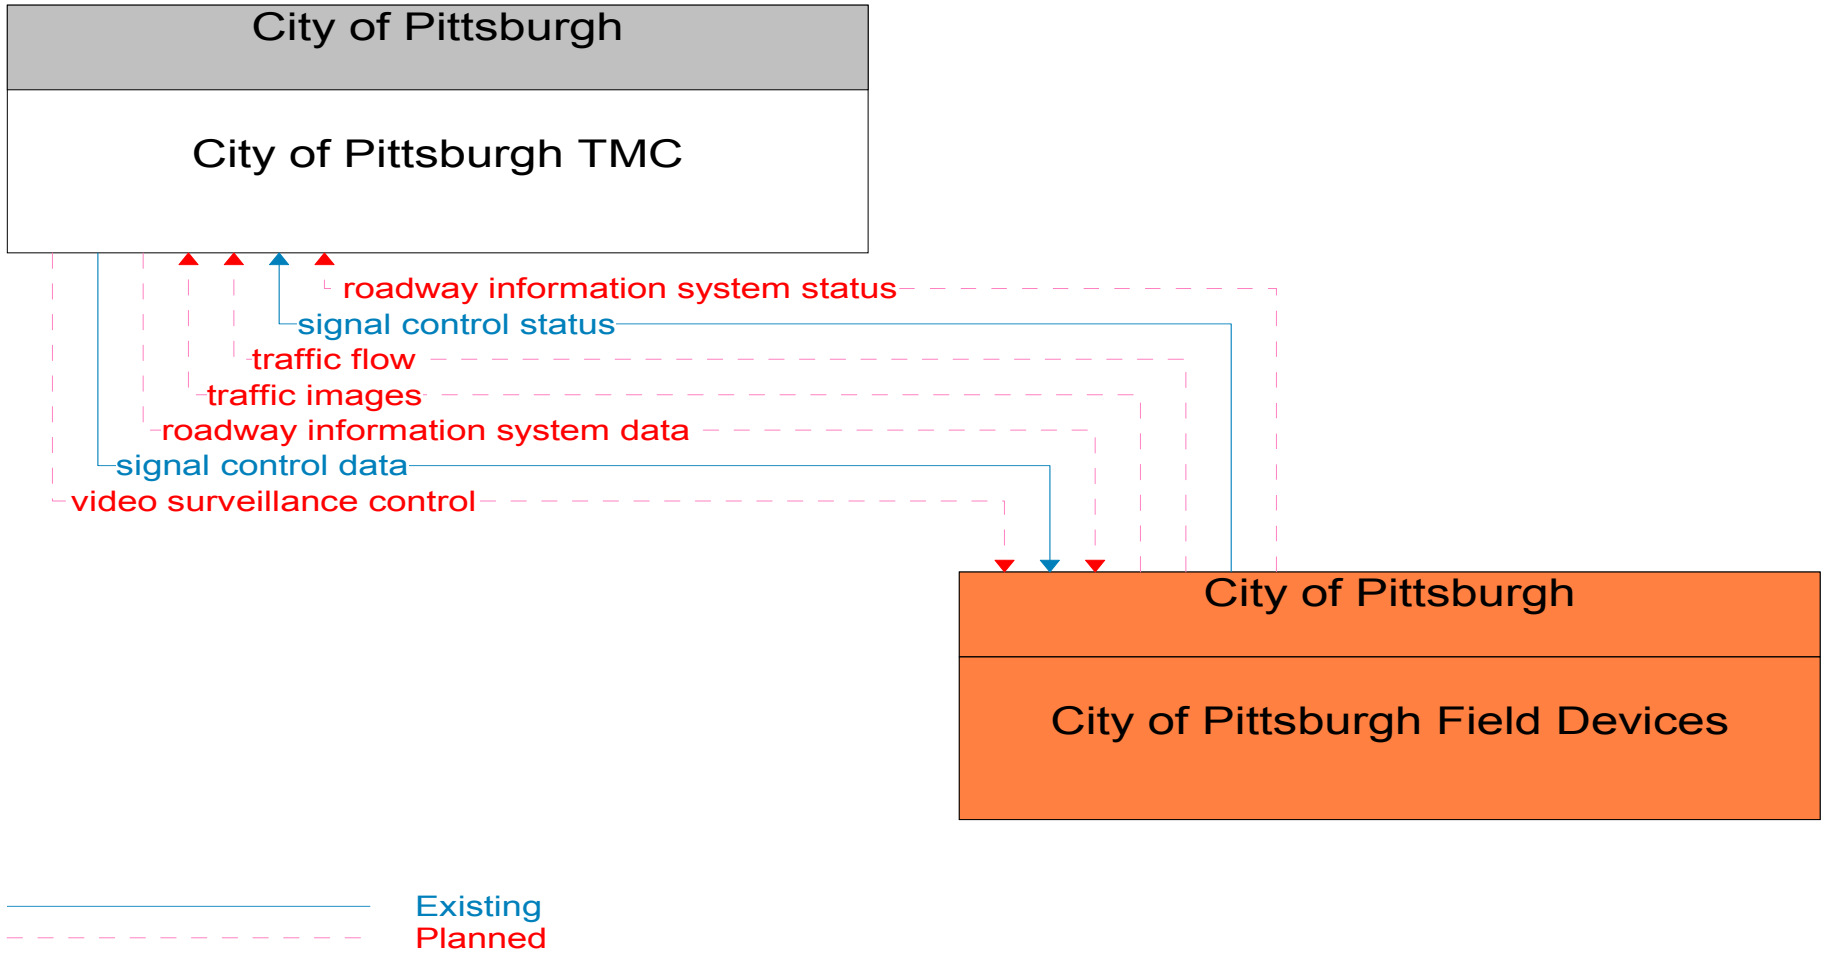 City of Pittsburgh
City of Pittsburgh TMC
roadway information system status
signal control status
traffic flow
traffic images
roadway information system data
signal control data
video surveillance control
City of Pittsburgh
City of Pittsburgh Field Devices
Existing
Planned